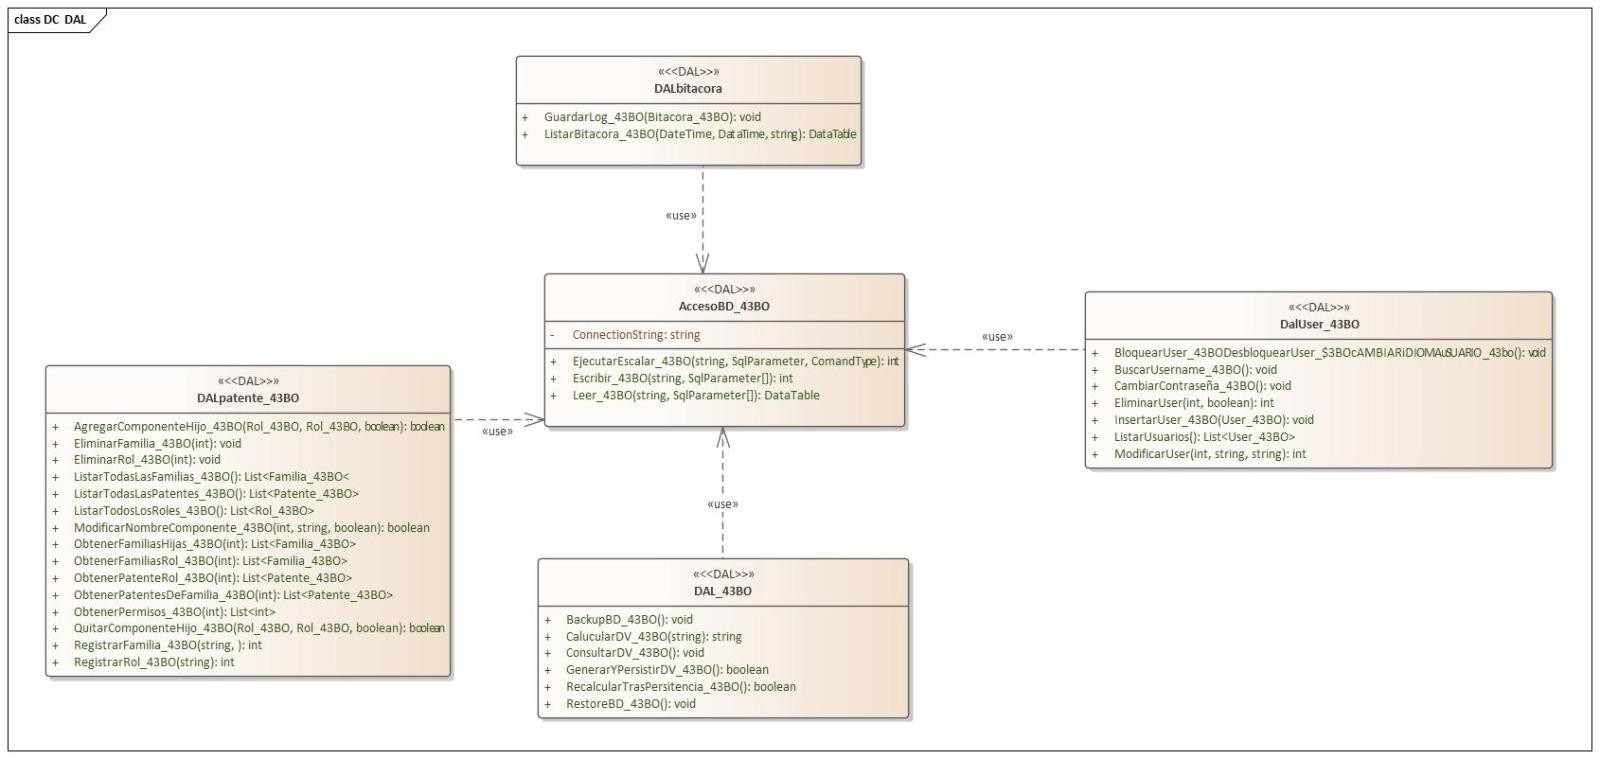 class DC DAL
«<<DAL>>»
DALbitacora
+ GuardarLog_43BO(Bitacora_43BO): void
+ ListarBitacora_43BO(DateTime, DataTime, string): DataTable
«use»
«<<DAL>>»
AccesoBD_43BO
- ConnectionString: string
+ EjecutarEscalar_43BO(string, SqlParameter, ComandType): int
+ Escribir_43BO(string, SqlParameter[]): int
+ Leer_43BO(string, SqlParameter[]): DataTable
«use»
«<<DAL>>»
DalUser_43BO
+ BloquearUser_43BODesbloquearUser_$3BOcAMBIARiDIOMAuSUARIO_43bo(): void
+ BuscarUsername_43BO(): void
+ CambiarContraseña_43BO(): void
+ EliminarUser(int, boolean): int
+ InsertarUser_43BO(User_43BO): void
+ ListarUsuarios(): List<User_43BO>
+ ModificarUser(int, string, string): int
«<<DAL>>»
DALpatente_43BO
+ AgregarComponenteHijo_43BO(Rol_43BO, Rol_43BO, boolean): boolean
+ EliminarFamilia_43BO(int): void
+ EliminarRol_43BO(int): void
+ ListarTodasLasFamilias_43BO(): List<Familia_43BO<
+ ListarTodasLasPatentes_43BO(): List<Patente_43BO>
+ ListarTodosLosRoles_43BO(): List<Rol_43BO>
+ ModificarNombreComponente_43BO(int, string, boolean): boolean
+ ObtenerFamiliasHijas_43BO(int): List<Familia_43BO>
+ ObtenerFamiliasRol_43BO(int): List<Familia_43BO>
+ ObtenerPatenteRol_43BO(int): List<Patente_43BO>
+ ObtenerPatentesDeFamilia_43BO(int): List<Patente_43BO>
+ ObtenerPermisos_43BO(int): List<int>
+ QuitarComponenteHijo_43BO(Rol_43BO, Rol_43BO, boolean): boolean
+ RegistrarFamilia_43BO(string, ): int
+ RegistrarRol_43BO(string): int
«use»
«use»
«<<DAL>>»
DAL_43BO
+ BackupBD_43BO(): void
+ CalucularDV_43BO(string): string
+ ConsultarDV_43BO(): void
+ GenerarYPersistirDV_43BO(): boolean
+ RecalcularTrasPersitencia_43BO(): boolean
+ RestoreBD_43BO(): void